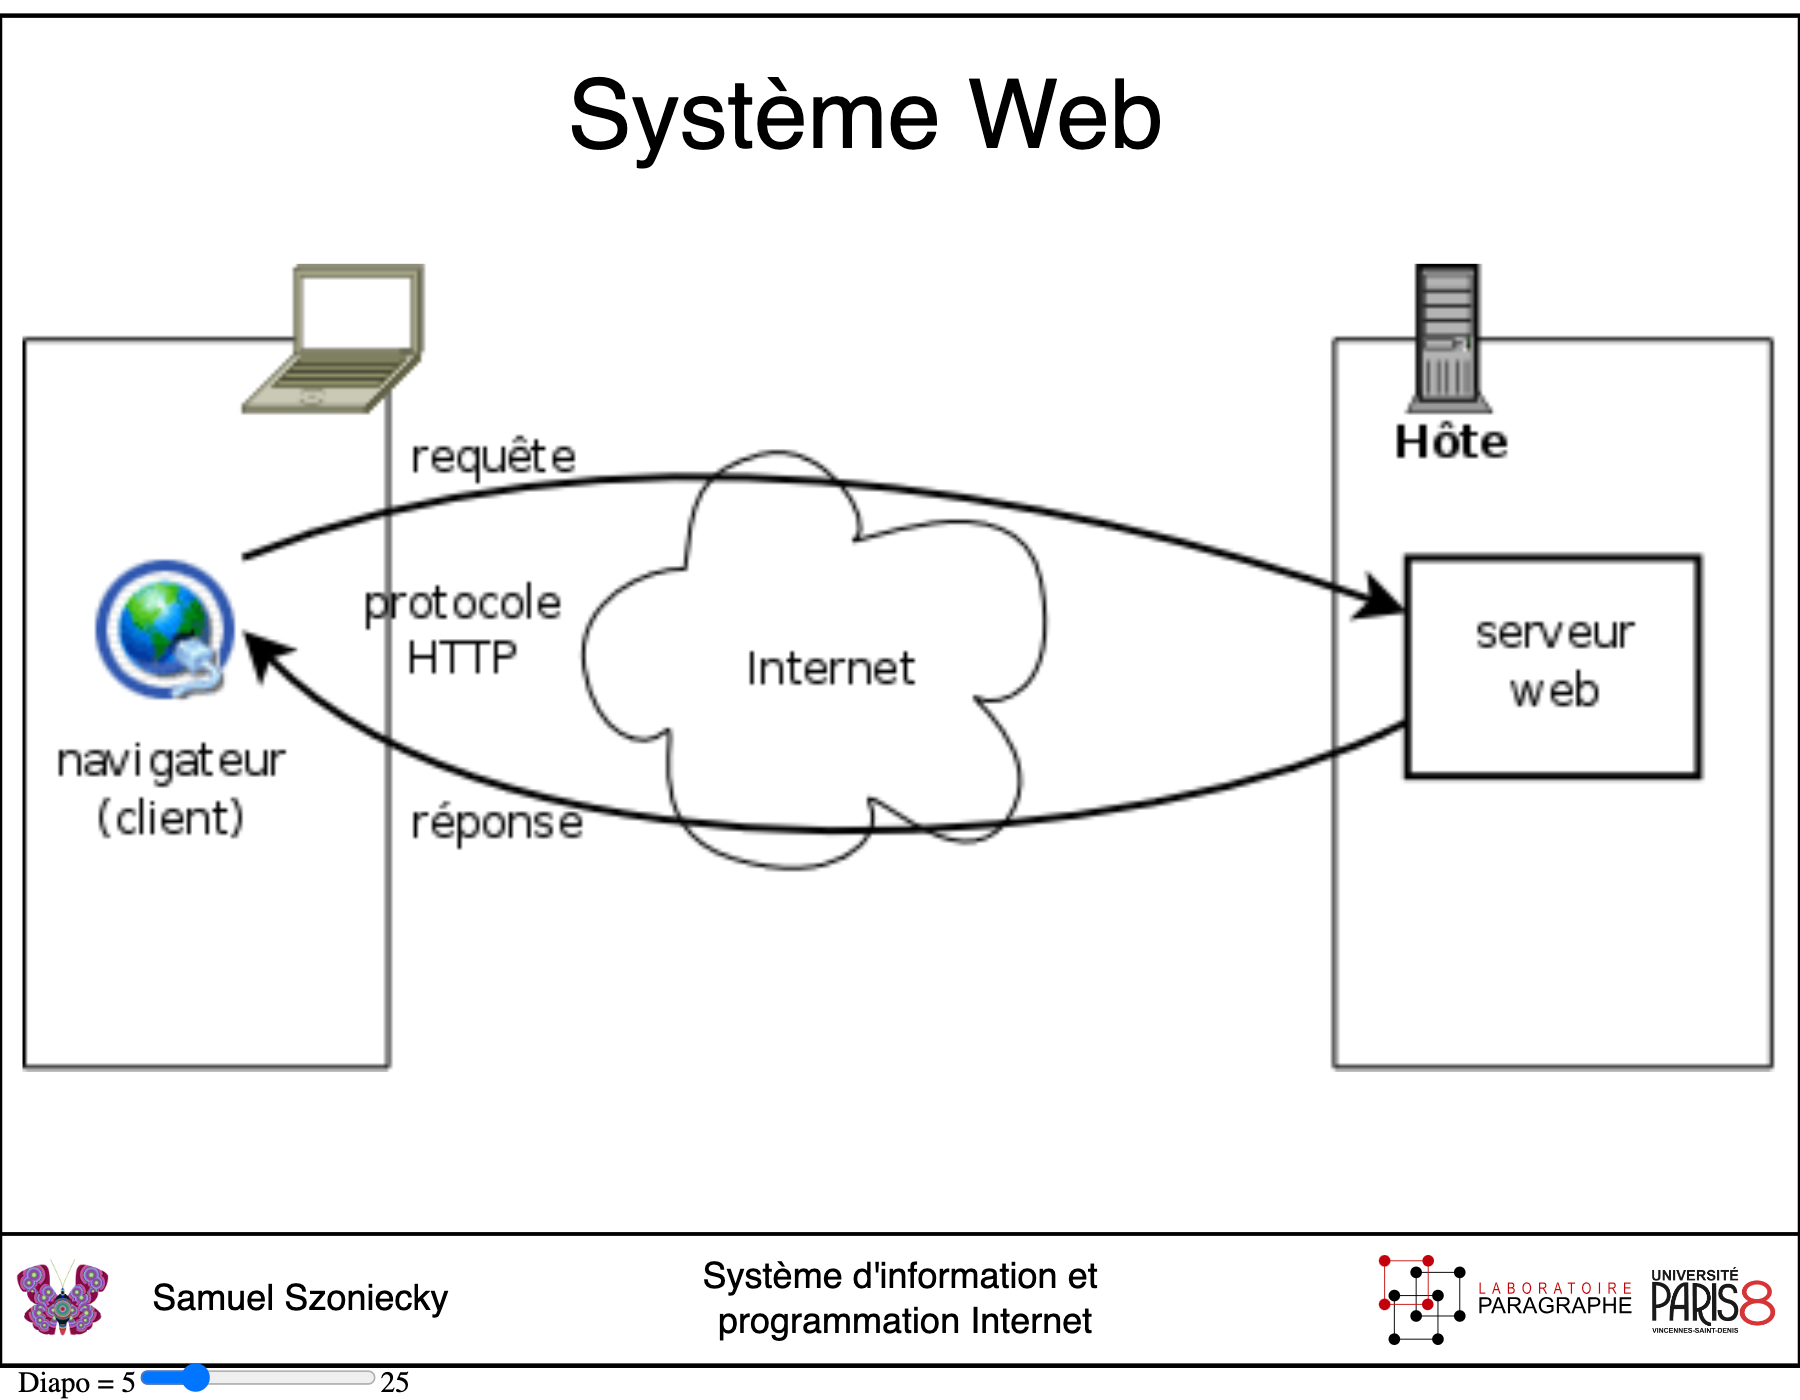 Système Web
Hôte
requête
protocole
HTTP
Internet
serveur
web
navigateur
(client)
réponse
Samuel Szoniecky
Système d'information et
programmation Internet
LABORATOIRE
PARAGRAPHE
UNIVERSITÉ
PARIS8
VINCENNES-SAINT-DENIS
Diapo = 5 25